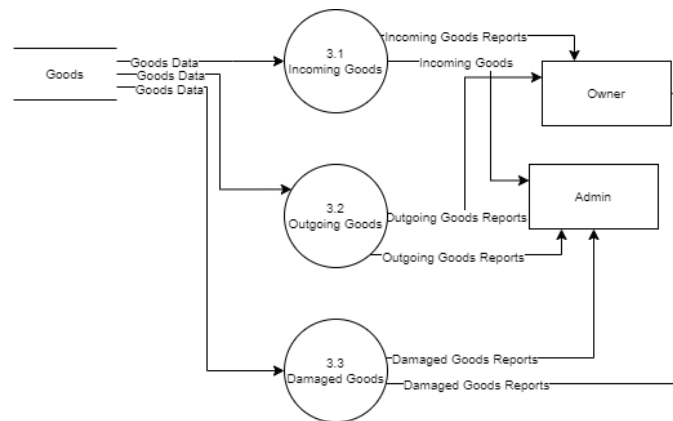 3.1
Incoming Goods
Incoming Goods Reports
Incoming Goods
Goods
Goods Data
Goods Data
Goods Data
Owner
Admin
3.2
Outgoing Goods
Outgoing Goods Reports
Outgoing Goods Reports
3.3
Damaged Goods
Damaged Goods Reports
Damaged Goods Reports